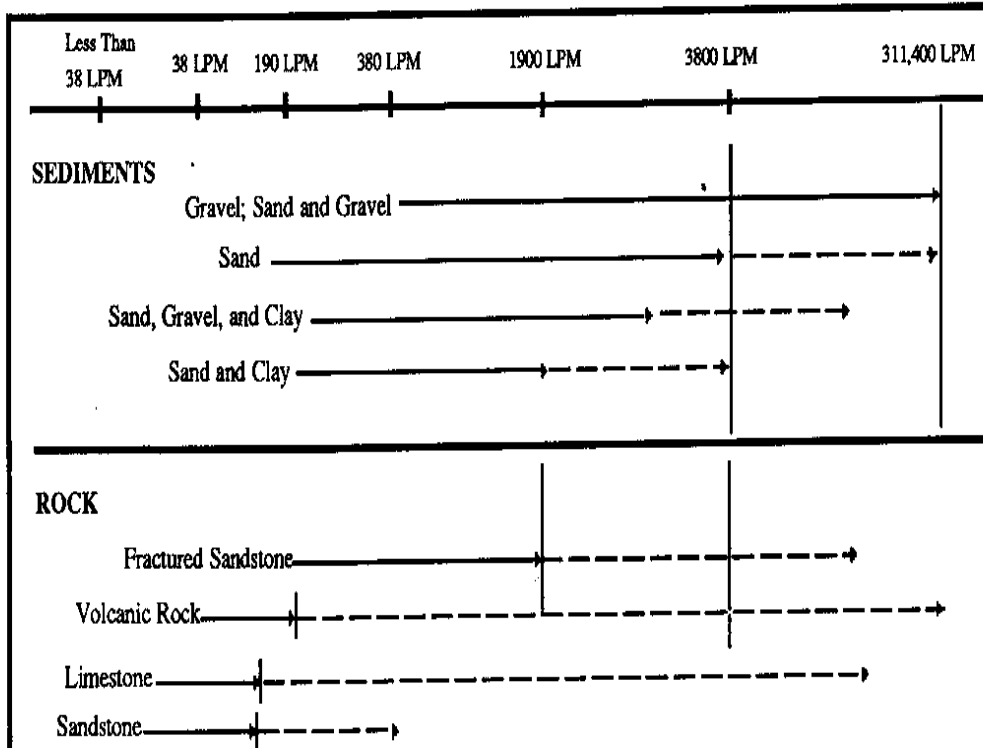 Less Than
38 LPM 38 LPM 190 LPM 380 LPM 1900 LPM 3800 LPM 311,400 LPM
SEDIMENTS
Gravel; Sand and Gravel
Sand
Sand, Gravel, and Clay
Sand and Clay
ROCK
Fractured Sandstone
Volcanic Rock
Limestone
Sandstone